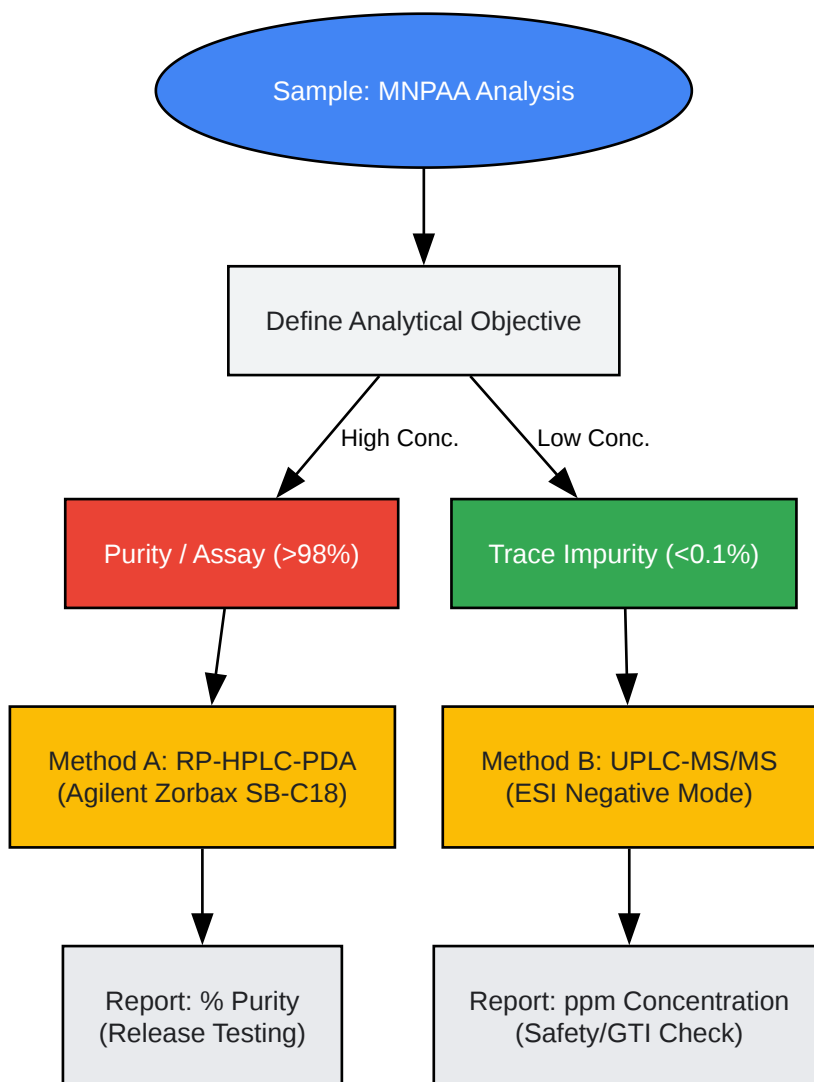 Sample: MNPAA Analysis
Define Analytical Objective
High Conc.
Low Conc.
Purity / Assay (>98%)
Trace Impurity (<0.1%)
Method A: RP-HPLC-PDA
(Agilent Zorbax SB-C18)
Method B: UPLC-MS/MS
(ESI Negative Mode)
Report: % Purity
(Release Testing)
Report: ppm Concentration
(Safety/GTI Check)